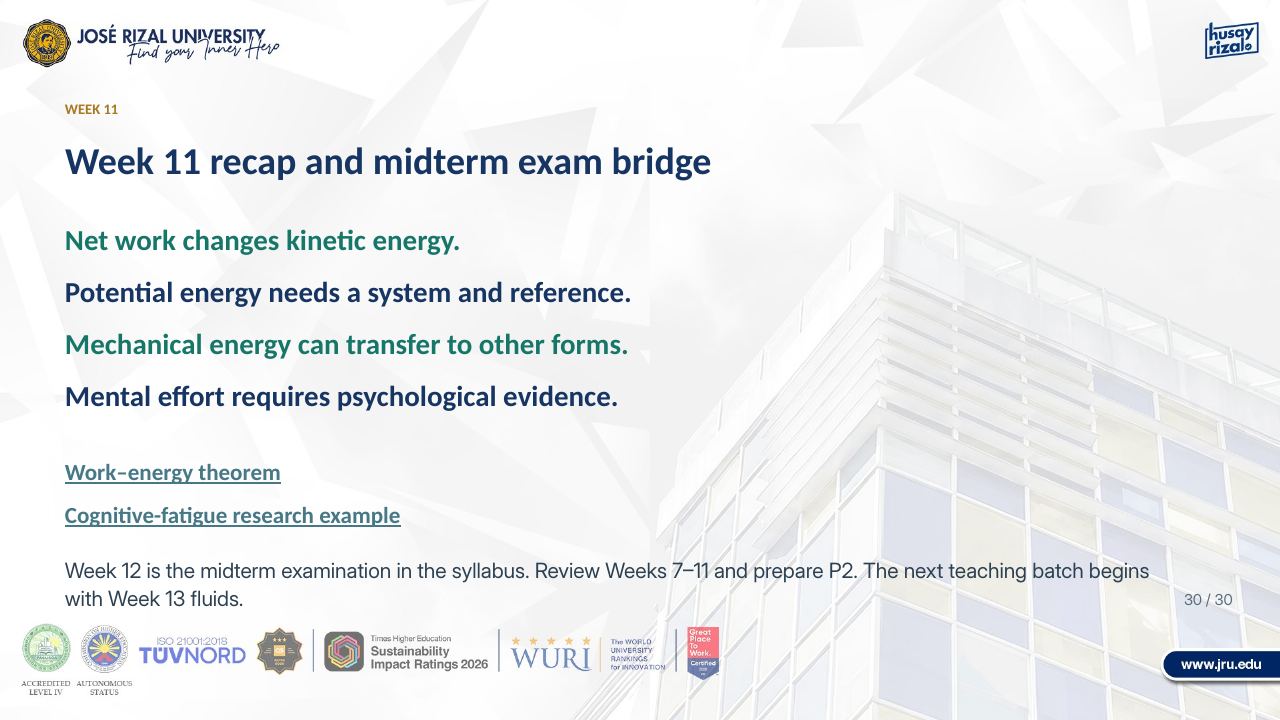 JOSÉ RIZAL UNIVERSITY
Find your Inner Hero
husay
rizal
WEEK 11
Week 11 recap and midterm exam bridge
Net work changes kinetic energy.
Potential energy needs a system and reference.
Mechanical energy can transfer to other forms.
Mental effort requires psychological evidence.
Work–energy theorem
Cognitive-fatigue research example
Week 12 is the midterm examination in the syllabus. Review Weeks 7–11 and prepare P2. The next teaching batch begins
with Week 13 fluids.
30 / 30
ACCREDITED
LEVEL IV
AUTONOMOUS
STATUS
ISO 21001:2018
TÜVNORD
Times Higher Education
Sustainability
Impact Ratings 2026
WURI
The WORLD
UNIVERSITY
RANKINGS
for INNOVATION
Great
Place
To
Work.
Certified
www.jru.edu